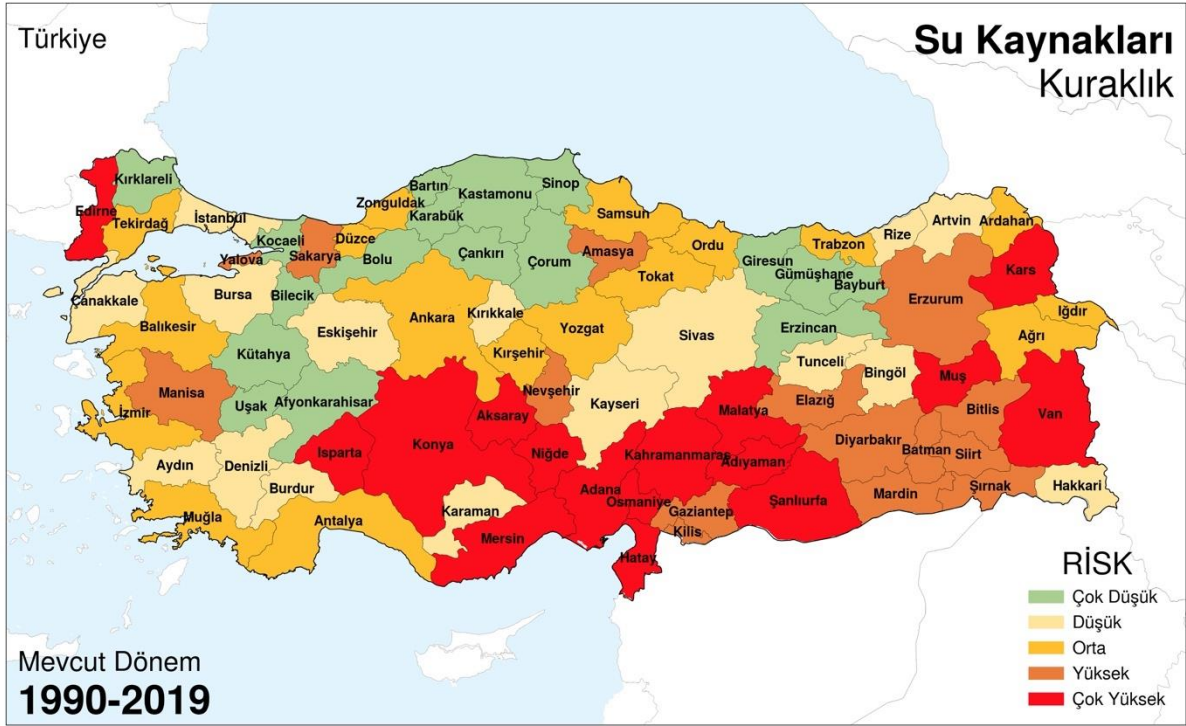 Türkiye
Su Kaynakları
Kuraklık
Kırklareli
Edirne
Tekirdağ
İstanbul
Kocaeli
Yalova
Sakarya
Düzce
Zonguldak
Bartın
Karabük
Kastamonu
Sinop
Bolu
Çankırı
Çorum
Samsun
Amasya
Ordu
Tokat
Giresun
Gümüşhane
Bayburt
Trabzon
Rize
Artvin
Ardahan
Kars
Erzurum
Iğdır
Ağrı
Çanakkale
Bursa
Bilecik
Balıkesir
Kütahya
Eskişehir
Ankara
Kırıkkale
Kırşehir
Yozgat
Sivas
Erzincan
Tunceli
Bingöl
Muş
Bitlis
Van
Manisa
İzmir
Uşak
Afyonkarahisar
Konya
Aksaray
Nevşehir
Kayseri
Niğde
Malatya
Elazığ
Diyarbakır
Batman
Siirt
Şırnak
Hakkari
Mardin
Aydın
Denizli
Burdur
Isparta
Muğla
Antalya
Karaman
Mersin
Adana
Osmaniye
Kahramanmaraş
Adıyaman
Gaziantep
Kilis
Şanlıurfa
Hatay
RİSK
Çok Düşük
Düşük
Orta
Yüksek
Çok Yüksek
Mevcut Dönem
1990-2019